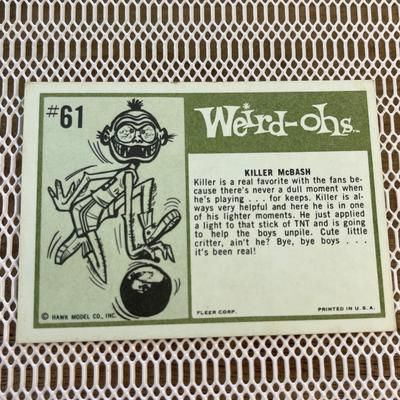 #61
Weird-ohs TM
KILLER McBASH
Killer is a real favorite with the fans be-
cause there's never a dull moment when
he's playing . . . for keeps. Killer is al-
ways very helpful and here he is in one
of his lighter moments. He just applied
a light to that stick of TNT and is going
to help the boys unpile. Cute little
critter, ain't he? Bye, bye boys . . .
it's been real!
© HAWK MODEL CO., INC.
FLEER CORP.
PRINTED IN U. S. A.